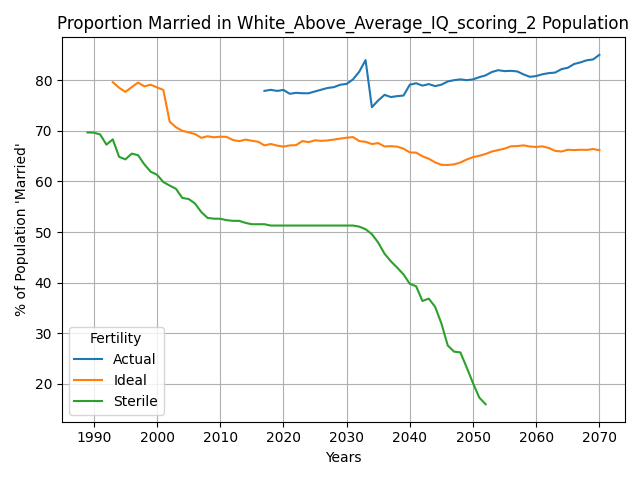 Proportion Married in White_Above_Average_IQ_scoring_2 Population
% of Population 'Married'
80
70
60
50
40
30
20
Fertility
Actual
Ideal
Sterile
1990 2000 2010 2020 2030 2040 2050 2060 2070
Years